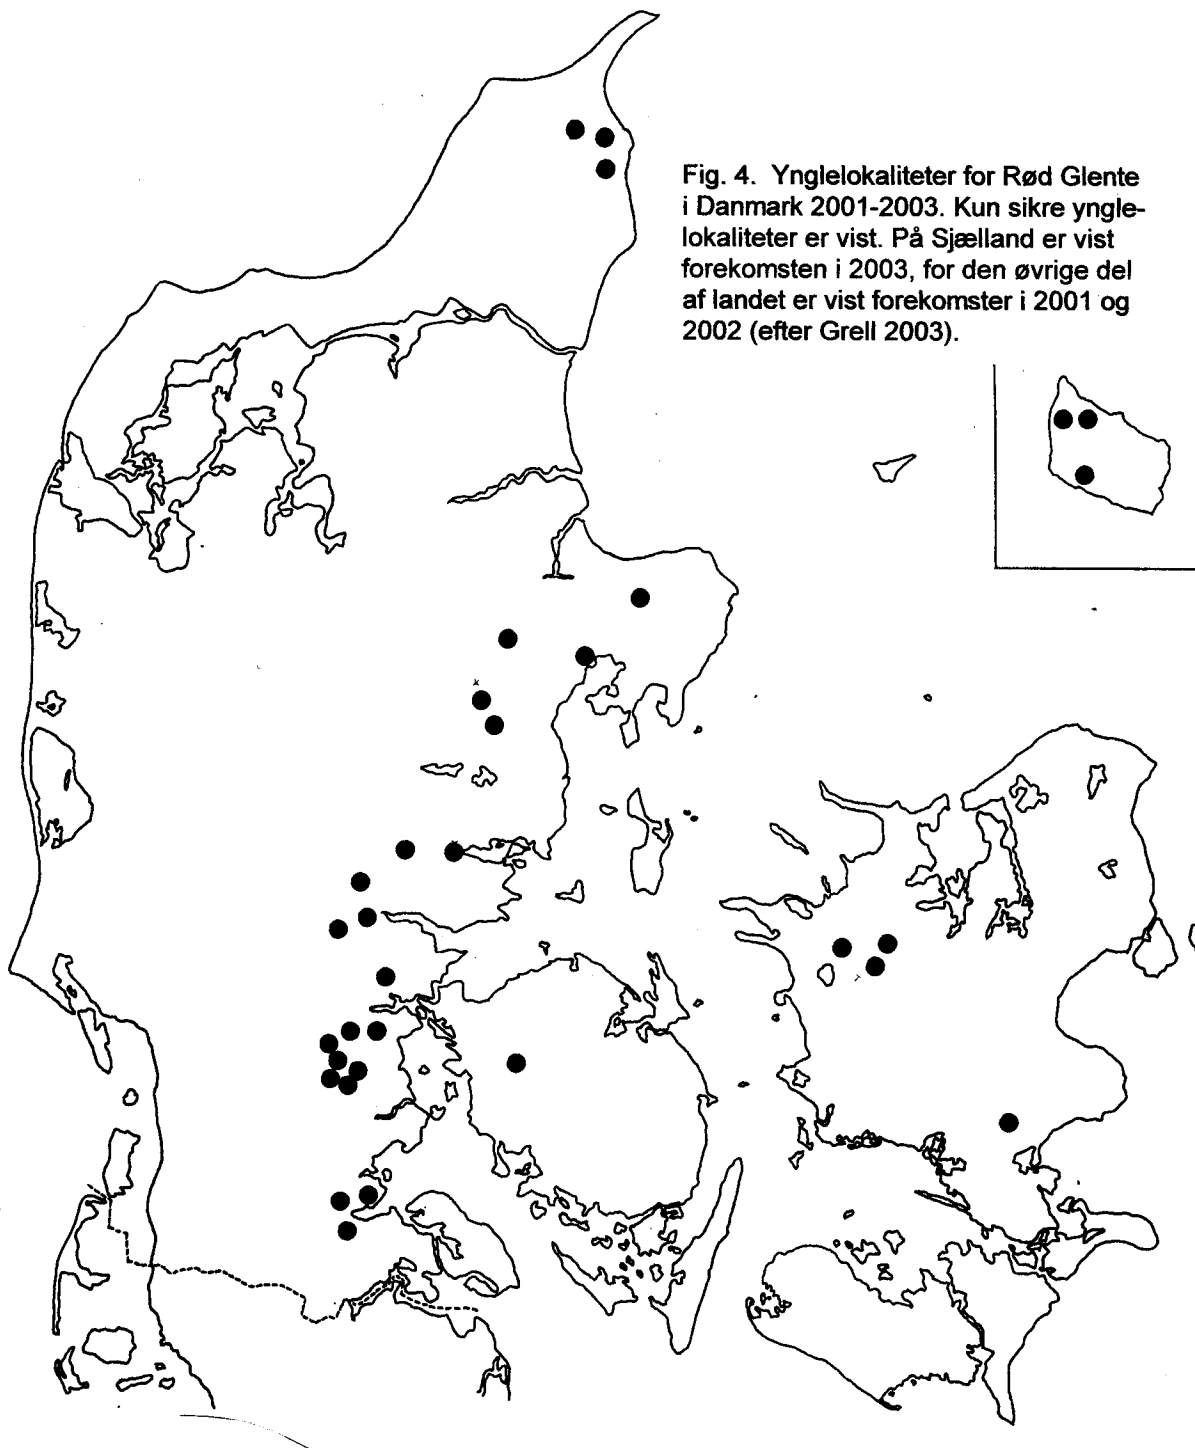 Fig. 4. Ynglelokaliteter for Rød Glente
i Danmark 2001-2003. Kun sikre yngle-
lokaliteter er vist. På Sjælland er vist
forekomsten i 2003, for den øvrige del
af landet er vist forekomster i 2001 og
2002 (efter Grell 2003).